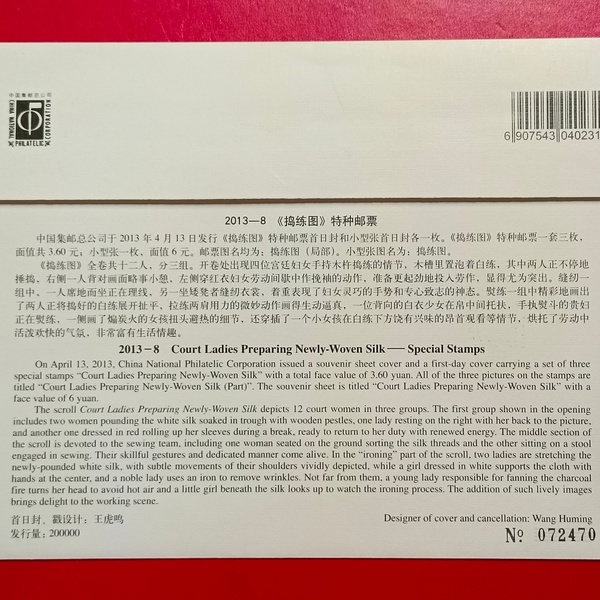 中国集邮总公司
CHINA NATIONAL
PHILATELIC
CORPORATION
6 907543 040231
2013—8 《捣练图》特种邮票
中国集邮总公司于 2013 年 4 月 13 日发行《捣练图》特种邮票首日封和小型张首日封各一枚。《捣练图》特种邮票一套三枚，
面值共 3.60 元；小型张一枚，面值 6 元。邮票图名均为：捣练图（局部）。小型张图名为：捣练图。
《捣练图》全卷共十二人，分三组。开卷处出现四位宫廷妇女手持木杵捣练的情节，木槽里置泡着白练，其中两人正不停地
捶捣，右侧一人背对画面略事小憩，左侧穿红衣妇女劳动间歇中作挽袖的动作，准备更起劲地投入劳作，显得尤为突出。缝纫一
组中，一人席地而坐正在理线，另一坐矮凳者缝纫衣裳，着重表现了妇女灵巧的手势和专心致志的神态。熨练一组中精彩地画出
了两人正将捣好的白练展开扯平，拉练两肩用力的微妙动作画得生动逼真，一位背向的白衣少女在帛中间托扶，手执熨斗的贵妇
正在熨练，一侧画了煽炭火的女孩扭头避热的细节，还穿插了一个小女孩在白练下方饶有兴味的昂首观看等情节，烘托了劳动中
活泼欢快的气氛，非常富有生活情趣。
2013－8 Court Ladies Preparing Newly-Woven Silk — Special Stamps
On April 13, 2013, China National Philatelic Corporation issued a souvenir sheet cover and a first-day cover carrying a set of three
special stamps “Court Ladies Preparing Newly-Woven Silk” with a total face value of 3.60 yuan. All of the three pictures on the stamps are
titled “Court Ladies Preparing Newly-Woven Silk (Part)”. The souvenir sheet is titled “Court Ladies Preparing Newly-Woven Silk” with a
face value of 6 yuan.
The scroll Court Ladies Preparing Newly-Woven Silk depicts 12 court women in three groups. The first group shown in the opening
includes two women pounding the white silk soaked in trough with wooden pestles, one lady resting on the right with her back to the picture,
and another one dressed in red rolling up her sleeves during a break, ready to return to her duty with renewed energy. The middle section of
the scroll is devoted to the sewing team, including one woman seated on the ground sorting the silk threads and the other sitting on a stool
engaged in sewing. Their skillful gestures and dedicated manner come alive. In the “ironing” part of the scroll, two ladies are stretching the
newly-pounded white silk, with subtle movements of their shoulders vividly depicted, while a girl dressed in white supports the cloth with
hands at the center, and a noble lady uses an iron to remove wrinkles. Not far from them, a young lady responsible for fanning the charcoal
fire turns her head to avoid hot air and a little girl beneath the silk looks up to watch the ironing process. The addition of such lively images
brings delight to the working scene.
首日封、戳设计：王虎鸣
Designer of cover and cancellation: Wang Huming
发行量：200000
№ 072470